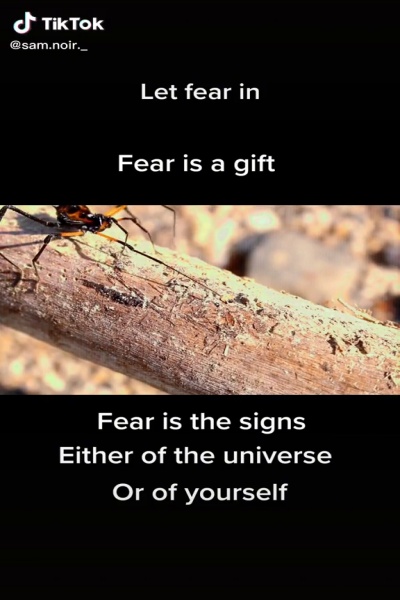 TikTok
@sam.noir._
Let fear in
Fear is a gift
Fear is the signs
Either of the universe
Or of yourself